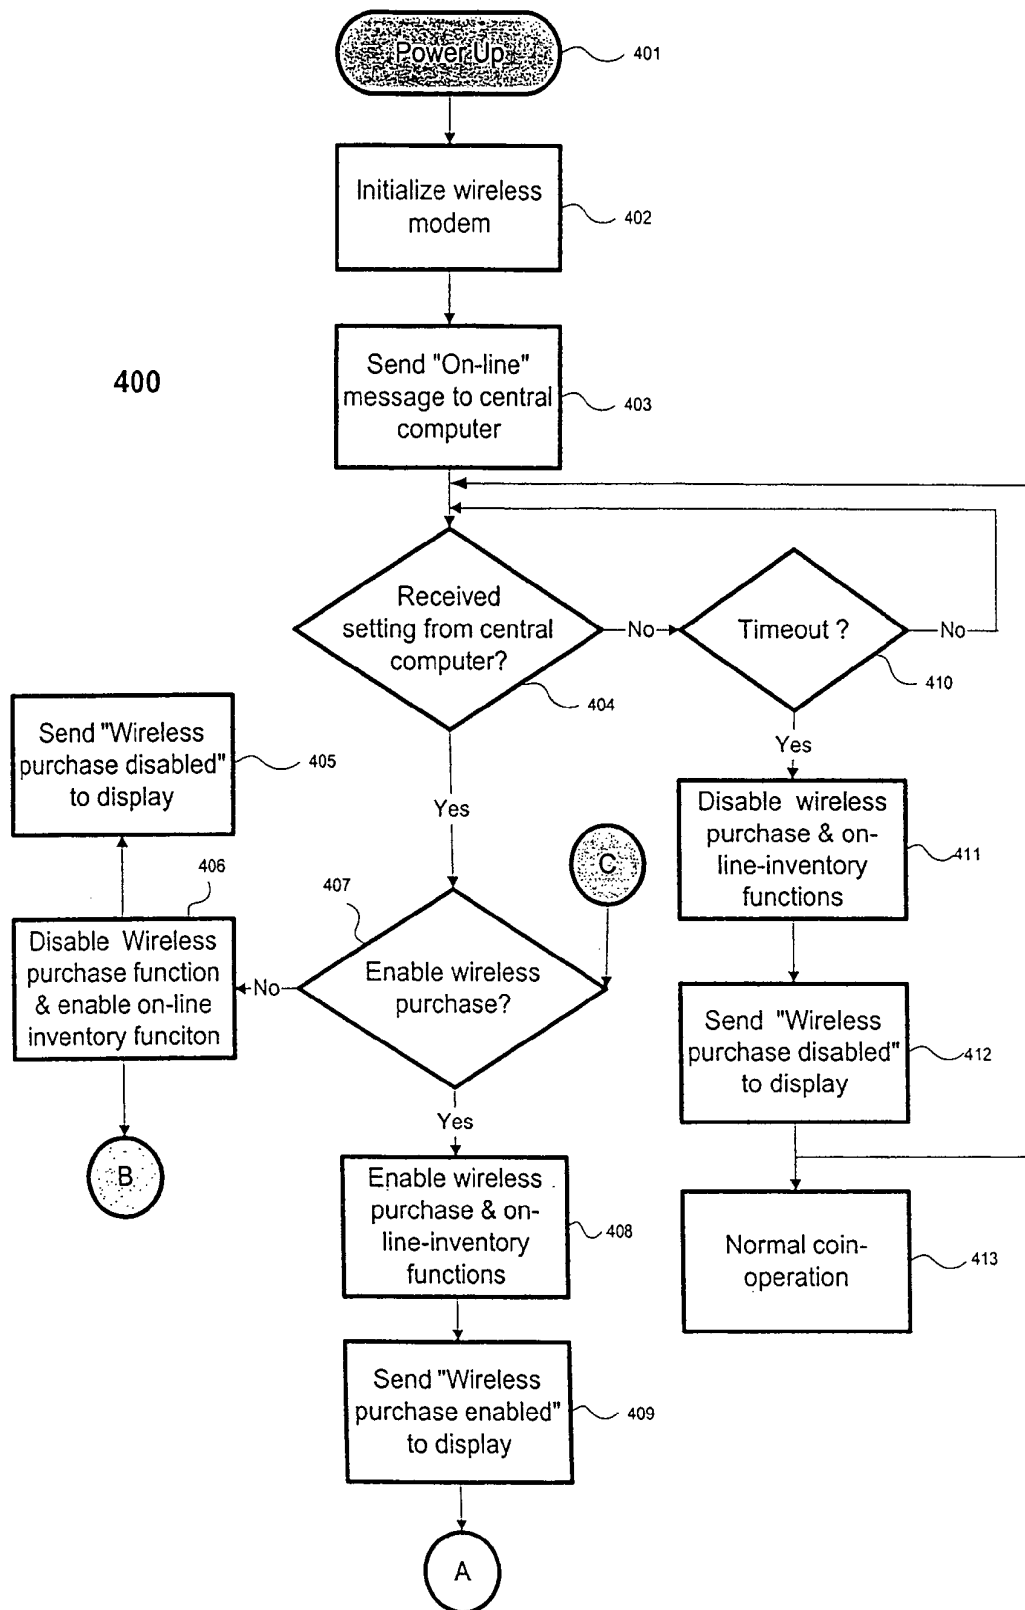 Power Up
401
Initialize wireless
modem
402
400
Send "On-line"
message to central
computer
403
Received
setting from central
computer?
404
No
Timeout ?
410
No
Yes
Yes
Send "Wireless
purchase disabled"
to display
405
406
Disable Wireless
purchase function
& enable on-line
inventory funciton
No
407
Enable wireless
purchase?
C
Disable wireless
purchase & on-
line-inventory
functions
411
Send "Wireless
purchase disabled"
to display
412
B
Yes
Enable wireless
purchase & on-
line-inventory
functions
408
Normal coin-
operation
413
Send "Wireless
purchase enabled"
to display
409
A